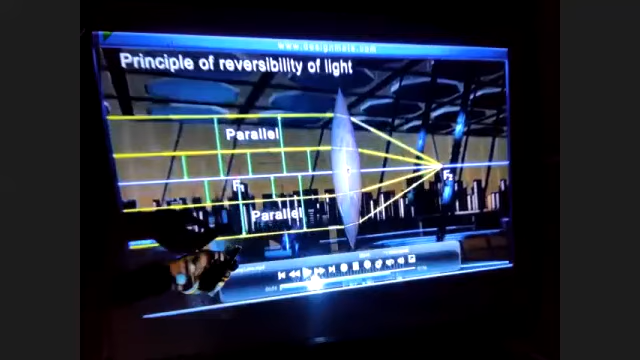 www.designmate.com
Principle of reversibility of light
Parallel
F₁
F₂
Parallel